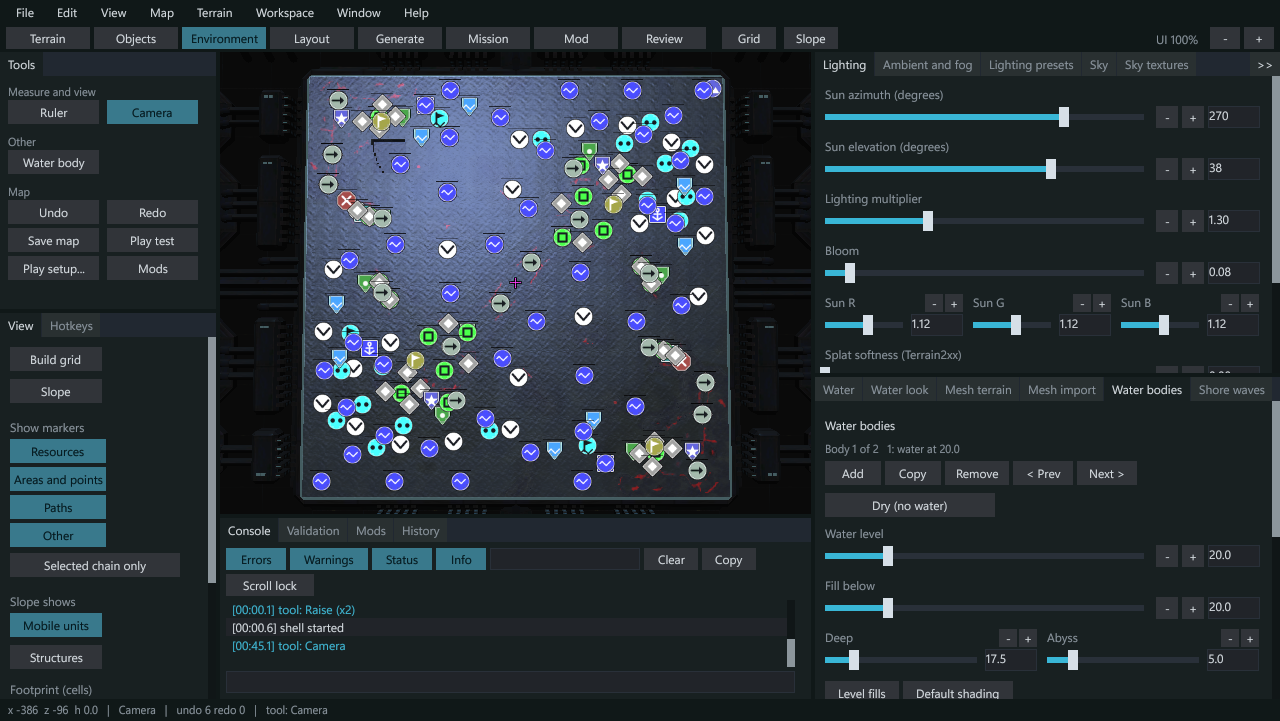 File Edit View Map Terrain Workspace Window Help
Terrain Objects Environment Layout Generate Mission Mod Review Grid Slope UI 100% - +
Tools
Measure and view
Ruler Camera
Other
Water body
Map
Undo Redo
Save map Play test
Play setup... Mods
View Hotkeys
Build grid
Slope
Show markers
Resources
Areas and points
Paths
Other
Selected chain only
Slope shows
Mobile units
Structures
Footprint (cells)
Console Validation Mods History
Errors Warnings Status Info Clear Copy
Scroll lock
[00:00.1] tool: Raise (x2)
[00:00.6] shell started
[00:45.1] tool: Camera
Lighting Ambient and fog Lighting presets Sky Sky textures >>
Sun azimuth (degrees)
- + 270
Sun elevation (degrees)
- + 38
Lighting multiplier
- + 1.30
Bloom
- + 0.08
Sun R - + Sun G - + Sun B - +
1.12 1.12 1.12
Splat softness (Terrain2xx)
Water Water look Mesh terrain Mesh import Water bodies Shore waves
Water bodies
Body 1 of 2 1: water at 20.0
Add Copy Remove < Prev Next >
Dry (no water)
Water level
- + 20.0
Fill below
- + 20.0
Deep - + Abyss - +
17.5 5.0
Level fills Default shading
x -386 z -96 h 0.0 | Camera | undo 6 redo 0 | tool: Camera